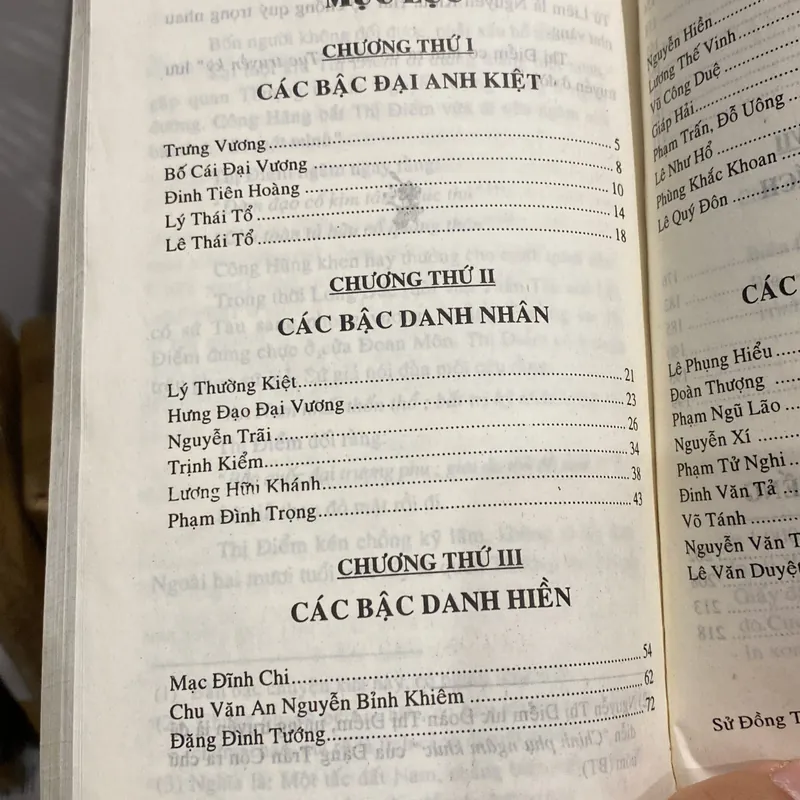 MỤC LỤC
CHƯƠNG THỨ I
CÁC BẬC ĐẠI ANH KIỆT
Trưng Vương 5
Bố Cái Đại Vương 8
Đinh Tiên Hoàng 10
Lý Thái Tổ 14
Lê Thái Tổ 18
CHƯƠNG THỨ II
CÁC BẬC DANH NHÂN
Lý Thường Kiệt 21
Hưng Đạo Đại Vương 23
Nguyễn Trãi 26
Trịnh Kiểm 34
Lương Hữu Khánh 38
Phạm Đình Trọng 43
CHƯƠNG THỨ III
CÁC BẬC DANH HIỀN
Mạc Đĩnh Chi 54
Chu Văn An Nguyễn Bỉnh Khiêm 62
Đặng Đình Tướng 72
Nguyễn Hiền
Lương Thế Vinh
Vũ Công Duệ
Giáp Hải
Phạm Trấn, Đỗ Uông
Lê Như Hổ
Phùng Khắc Khoan
Lê Quý Đôn
CÁC
Lê Phụng Hiểu
Đoàn Thượng
Phạm Ngũ Lão
Nguyễn Xí
Phạm Tử Nghi
Đinh Văn Tả
Võ Tánh
Nguyễn Văn T
Lê Văn Duyệt
Sử Đồng T